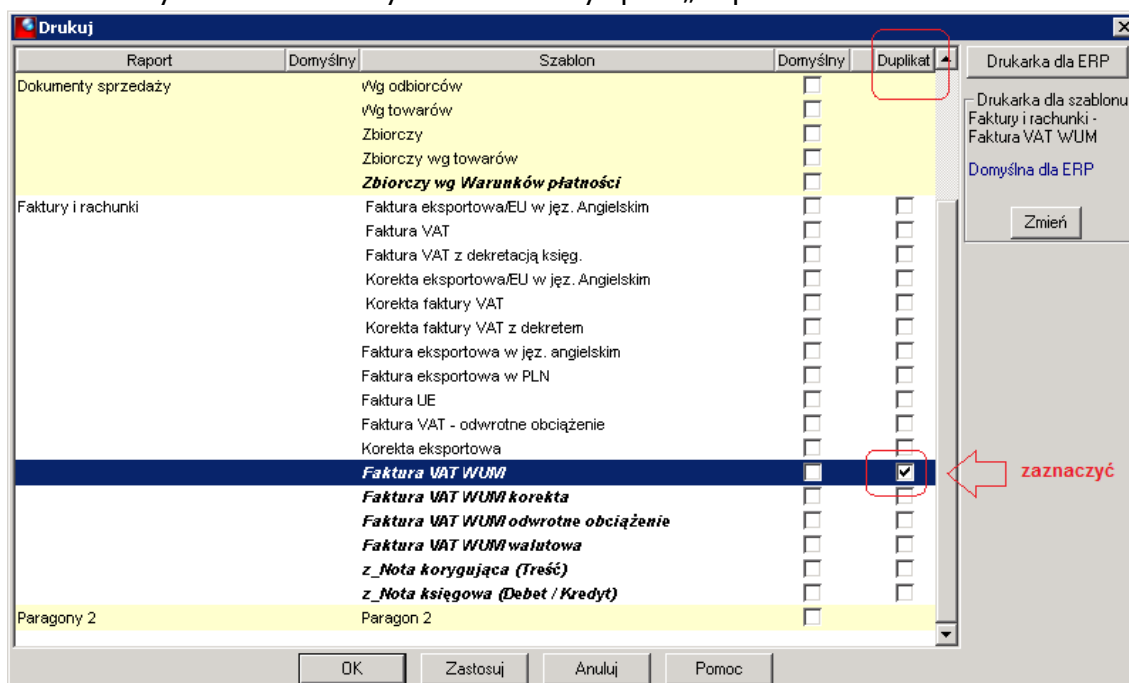 Drukuj
Raport Domyślny Szablon Domyślny Duplikat
Drukarka dla ERP
Dokumenty sprzedaży Wg odbiorców
Wg towarów
Zbiorczy
Zbiorczy wg towarów
Zbiorczy wg Warunków płatności
Drukarka dla szablonu
Faktury i rachunki -
Faktura VAT WUM
Domyślna dla ERP
Zmień
Faktury i rachunki Faktura eksportowa/EU w jęz. Angielskim
Faktura VAT
Faktura VAT z dekretacją księg.
Korekta eksportowa/EU w jęz. Angielskim
Korekta faktury VAT
Korekta faktury VAT z dekretem
Faktura eksportowa w jęz. angielskim
Faktura eksportowa w PLN
Faktura UE
Faktura VAT - odwrotne obciążenie
Korekta eksportowa
Faktura VAT WUM
zaznaczyć
Faktura VAT WUM korekta
Faktura VAT WUM odwrotne obciążenie
Faktura VAT WUM walutowa
z_Nota korygująca (Treść)
z_Nota księgowa (Debet / Kredyt)
Paragony 2 Paragon 2
OK Zastosuj Anuluj Pomoc